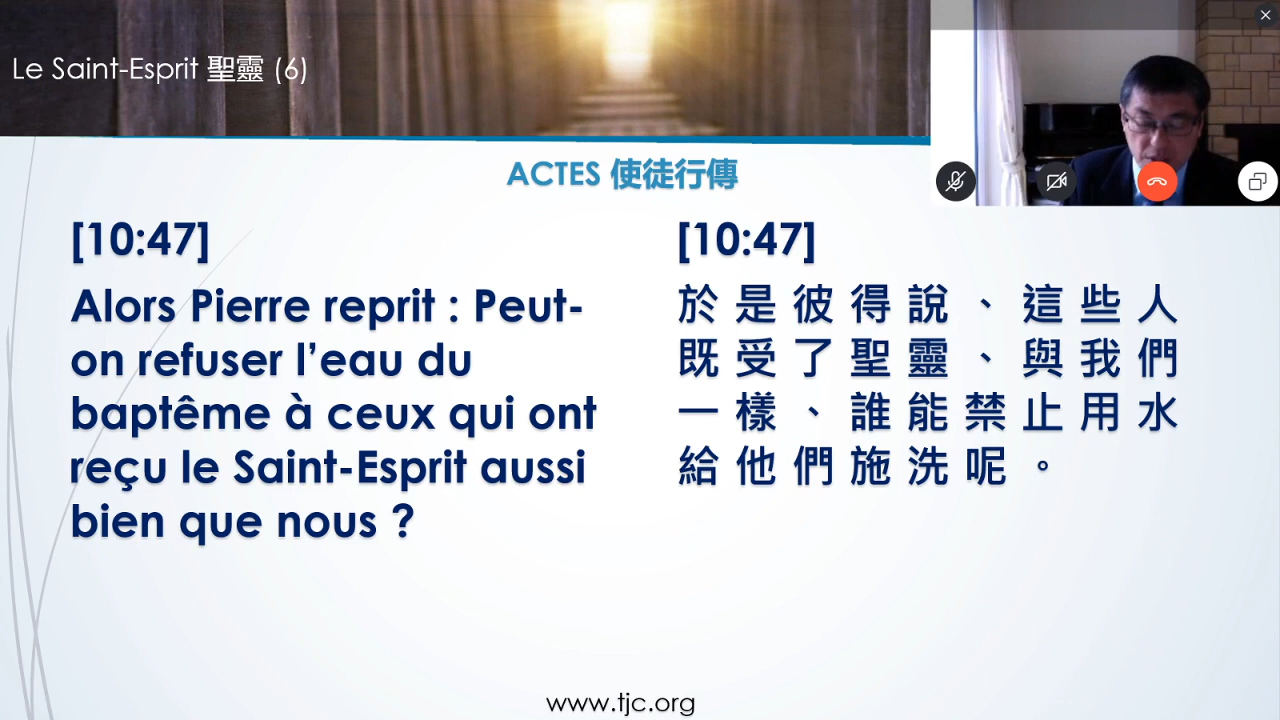 Le Saint-Esprit 聖靈 (6)
ACTES 使徒行傳
[10:47]
Alors Pierre reprit : Peut-
on refuser l’eau du
baptême à ceux qui ont
reçu le Saint-Esprit aussi
bien que nous ?
[10:47]
於是彼得說、這些人
既受了聖靈、與我們
一樣、誰能禁止用水
給他們施洗呢。
www.tjc.org